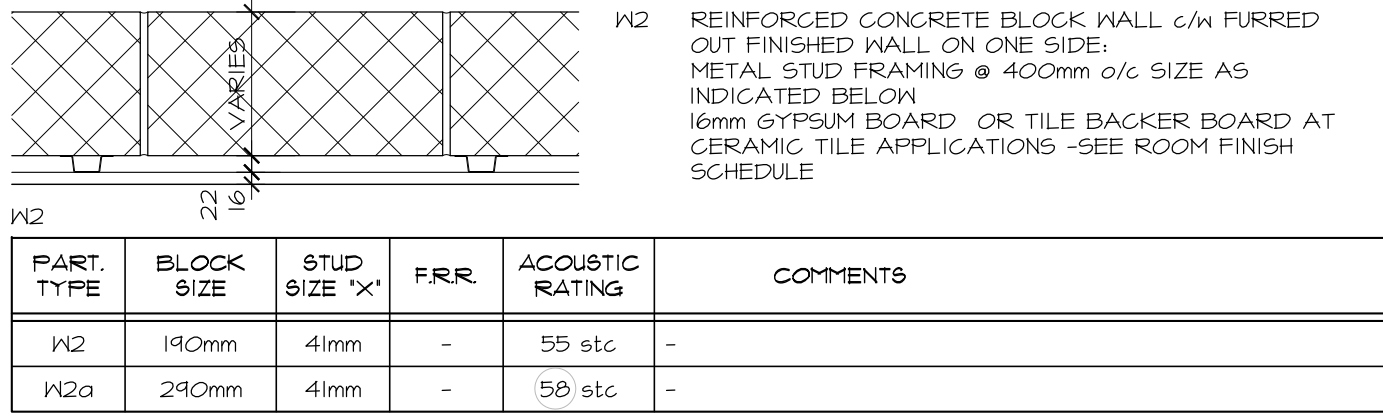 VARIES
22
16
W2
W2 REINFORCED CONCRETE BLOCK WALL c/w FURRED
OUT FINISHED WALL ON ONE SIDE:
METAL STUD FRAMING @ 400mm o/c SIZE AS
INDICATED BELOW
16mm GYPSUM BOARD OR TILE BACKER BOARD AT
CERAMIC TILE APPLICATIONS -SEE ROOM FINISH
SCHEDULE
PART. TYPE BLOCK SIZE STUD SIZE "X" F.R.R. ACOUSTIC RATING COMMENTS
W2 190mm 41mm - 55 stc -
W2a 290mm 41mm - 58 stc -